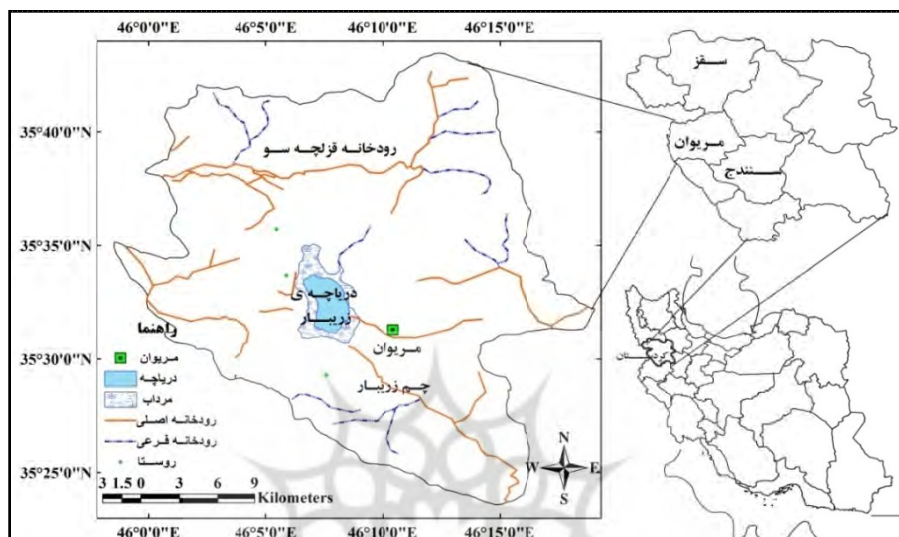 46°0'0"E 46°5'0"E 46°10'0"E 46°15'0"E
35°40'0"N
35°35'0"N
35°30'0"N
35°25'0"N
رودخانه قزلچه سو
دریاچه ی
زریبار
مریوان
چم زریبار
راهنما
مریوان
دریاچه
مرداب
رودخانه اصلی
رودخانه فرعی
روستا
3 1.5 0 3 6 9
Kilometers
N
W E
S
46°0'0"E 46°5'0"E 46°10'0"E 46°15'0"E
سقز
مریوان
سنندج